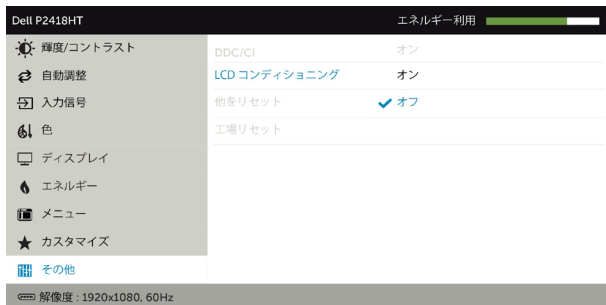 Dell P2418HT エネルギー利用
輝度/コントラスト DDC/CI オン
自動調整 LCD コンディショニング オン
入力信号 他をリセット オフ
色 工場リセット
ディスプレイ
エネルギー
メニュー
カスタマイズ
その他
解像度 : 1920x1080, 60Hz